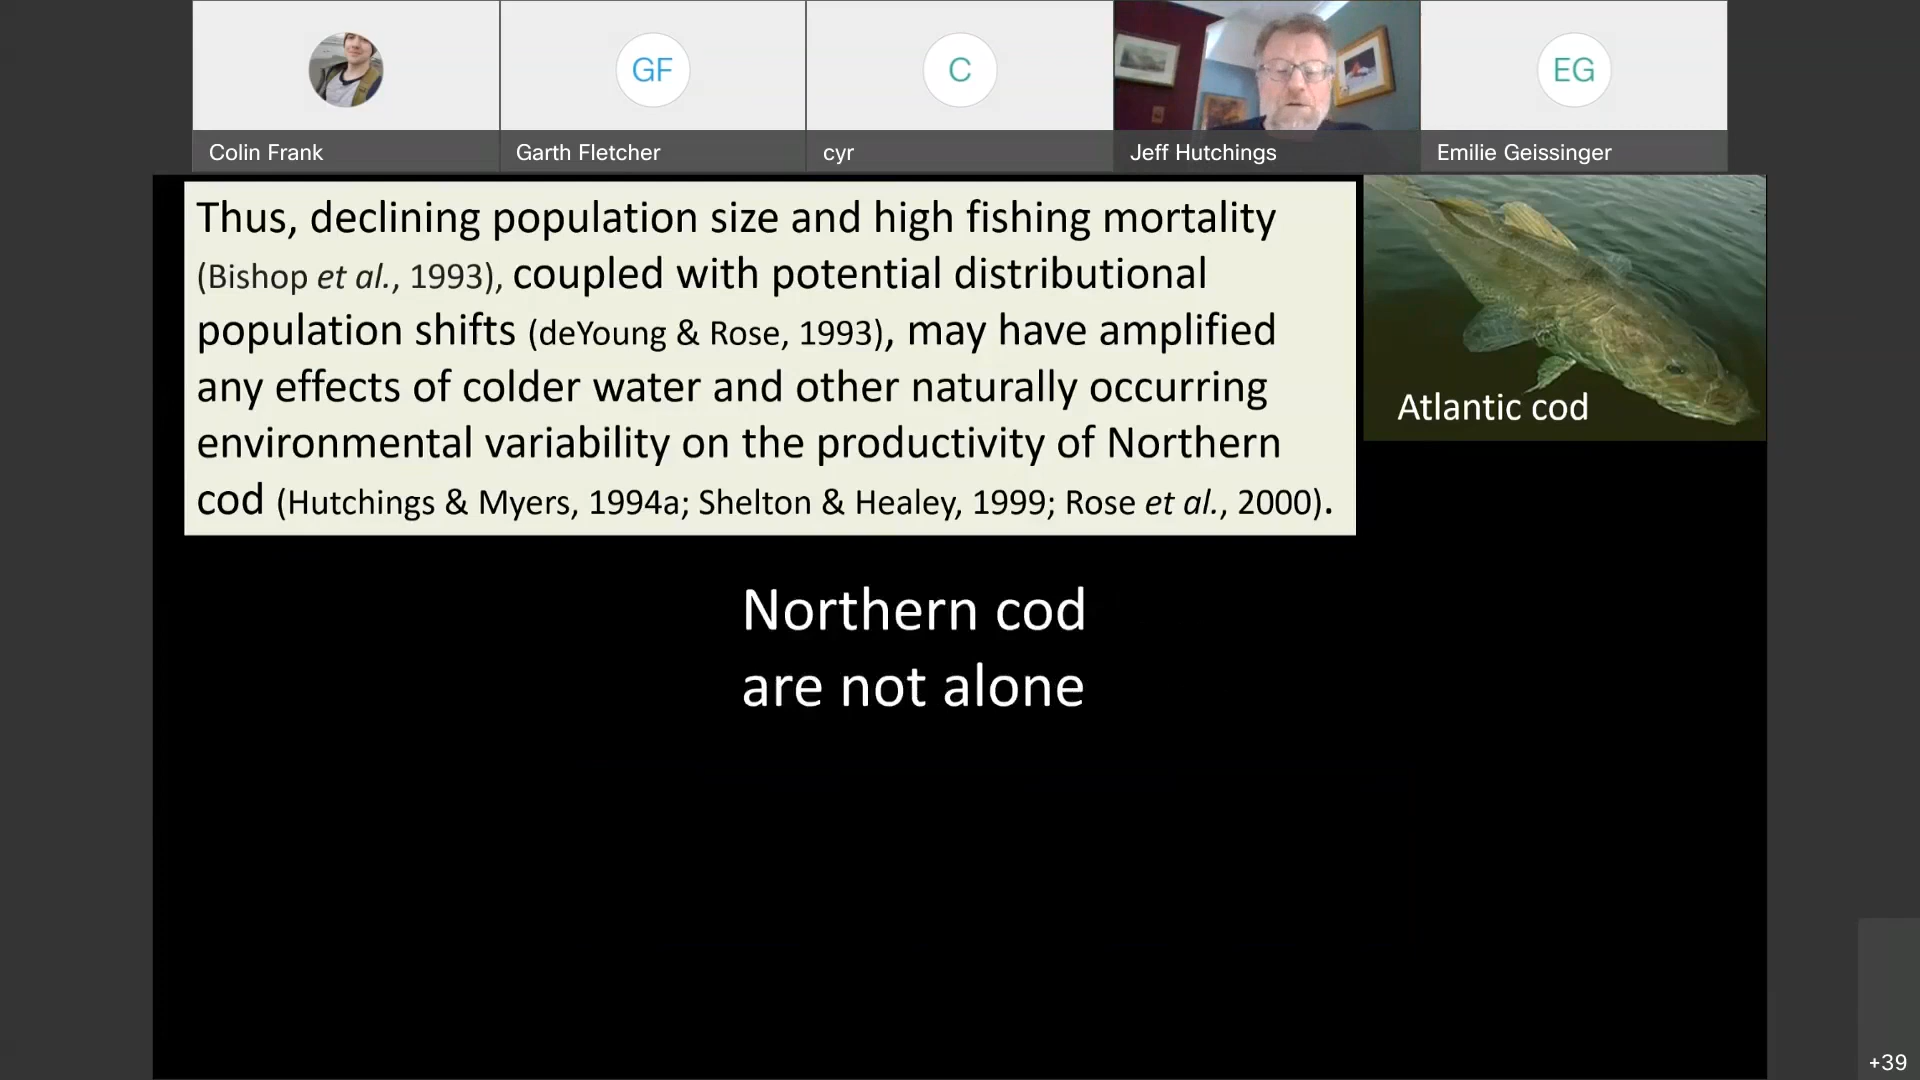 GF
C
EG
Colin Frank
Garth Fletcher
cyr
Jeff Hutchings
Emilie Geissinger
Thus, declining population size and high fishing mortality
(Bishop et al., 1993), coupled with potential distributional
population shifts (deYoung & Rose, 1993), may have amplified
any effects of colder water and other naturally occurring
environmental variability on the productivity of Northern
cod (Hutchings & Myers, 1994a; Shelton & Healey, 1999; Rose et al., 2000).
Atlantic cod
Northern cod
are not alone
+39